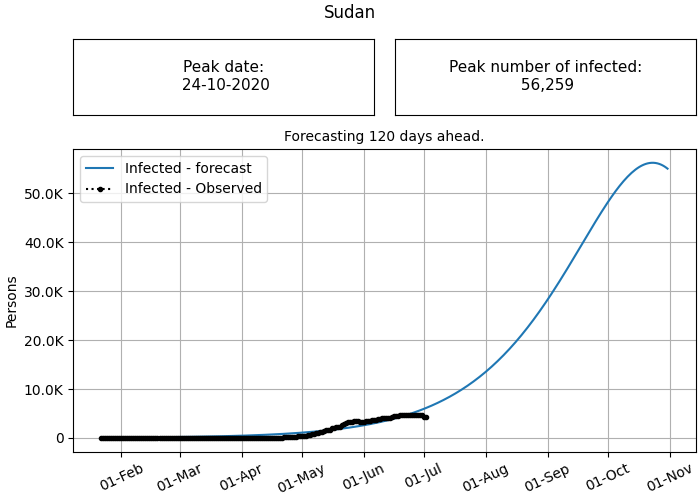 Sudan
Peak date:
24-10-2020
Peak number of infected:
56,259
Forecasting 120 days ahead.
Infected - forecast
Infected - Observed
50.0K
40.0K
30.0K
20.0K
10.0K
0
Persons
01-Feb
01-Mar
01-Apr
01-May
01-Jun
01-Jul
01-Aug
01-Sep
01-Oct
01-Nov